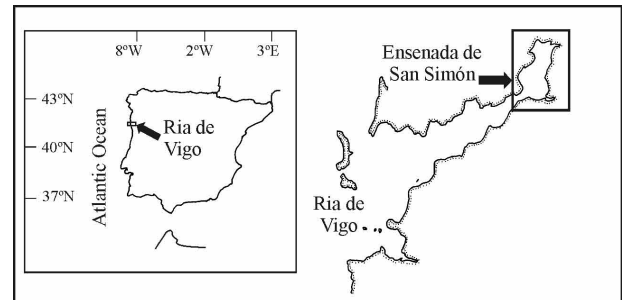 8ºW 2ºW 3ºE
43ºN
40ºN
37ºN
Atlantic Ocean
Ria de
Vigo
Ensenada de
San Simón
Ria de
Vigo